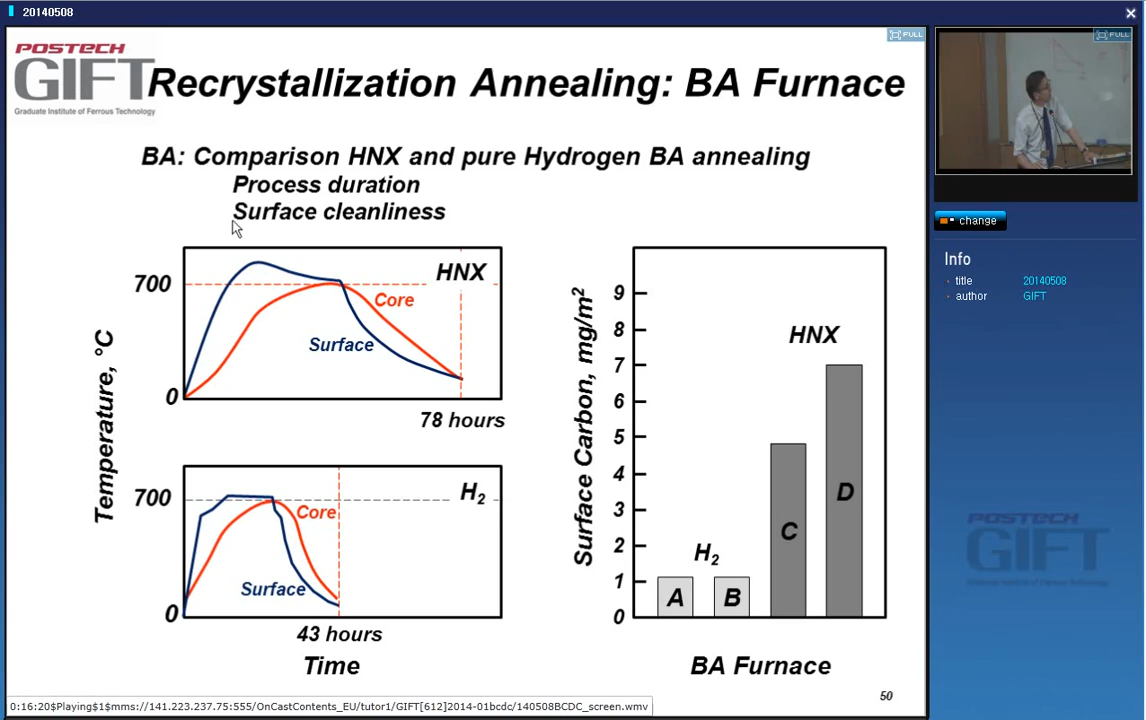 20140508
POSTECH
GIFT
Graduate Institute of Ferrous Technology
Recrystallization Annealing: BA Furnace
BA: Comparison HNX and pure Hydrogen BA annealing
Process duration
Surface cleanliness
Temperature, °C
700
0
HNX
Core
Surface
78 hours
700
0
H2
Core
Surface
43 hours
Time
Surface Carbon, mg/m2
9
8
7
6
5
4
3
2
1
0
HNX
H2
A
B
C
D
BA Furnace
50
0:16:20$Playing$1$mms://141.223.237.75:555/OnCastContents_EU/tutor1/GIFT[612]2014-01bcdc/140508BCDC_screen.wmv
FULL
FULL
change
Info
title 20140508
author GIFT
POSTECH
GIFT